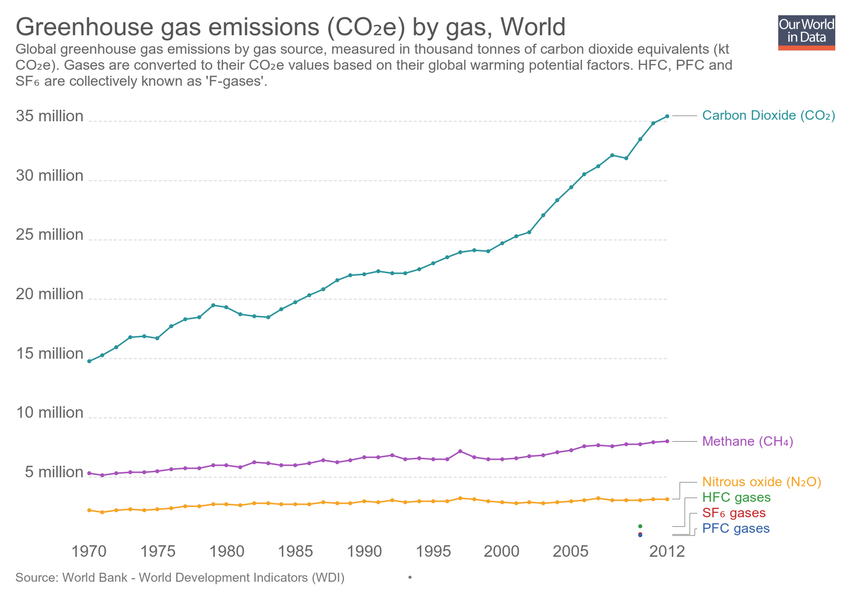 Greenhouse gas emissions (CO₂e) by gas, World
Our World
in Data
Global greenhouse gas emissions by gas source, measured in thousand tonnes of carbon dioxide equivalents (kt
CO₂e). Gases are converted to their CO₂e values based on their global warming potential factors. HFC, PFC and
SF₆ are collectively known as 'F-gases'.
35 million
Carbon Dioxide (CO₂)
30 million
25 million
20 million
15 million
10 million
Methane (CH₄)
5 million
Nitrous oxide (N₂O)
HFC gases
SF₆ gases
PFC gases
1970 1975 1980 1985 1990 1995 2000 2005 2012
Source: World Bank - World Development Indicators (WDI) •